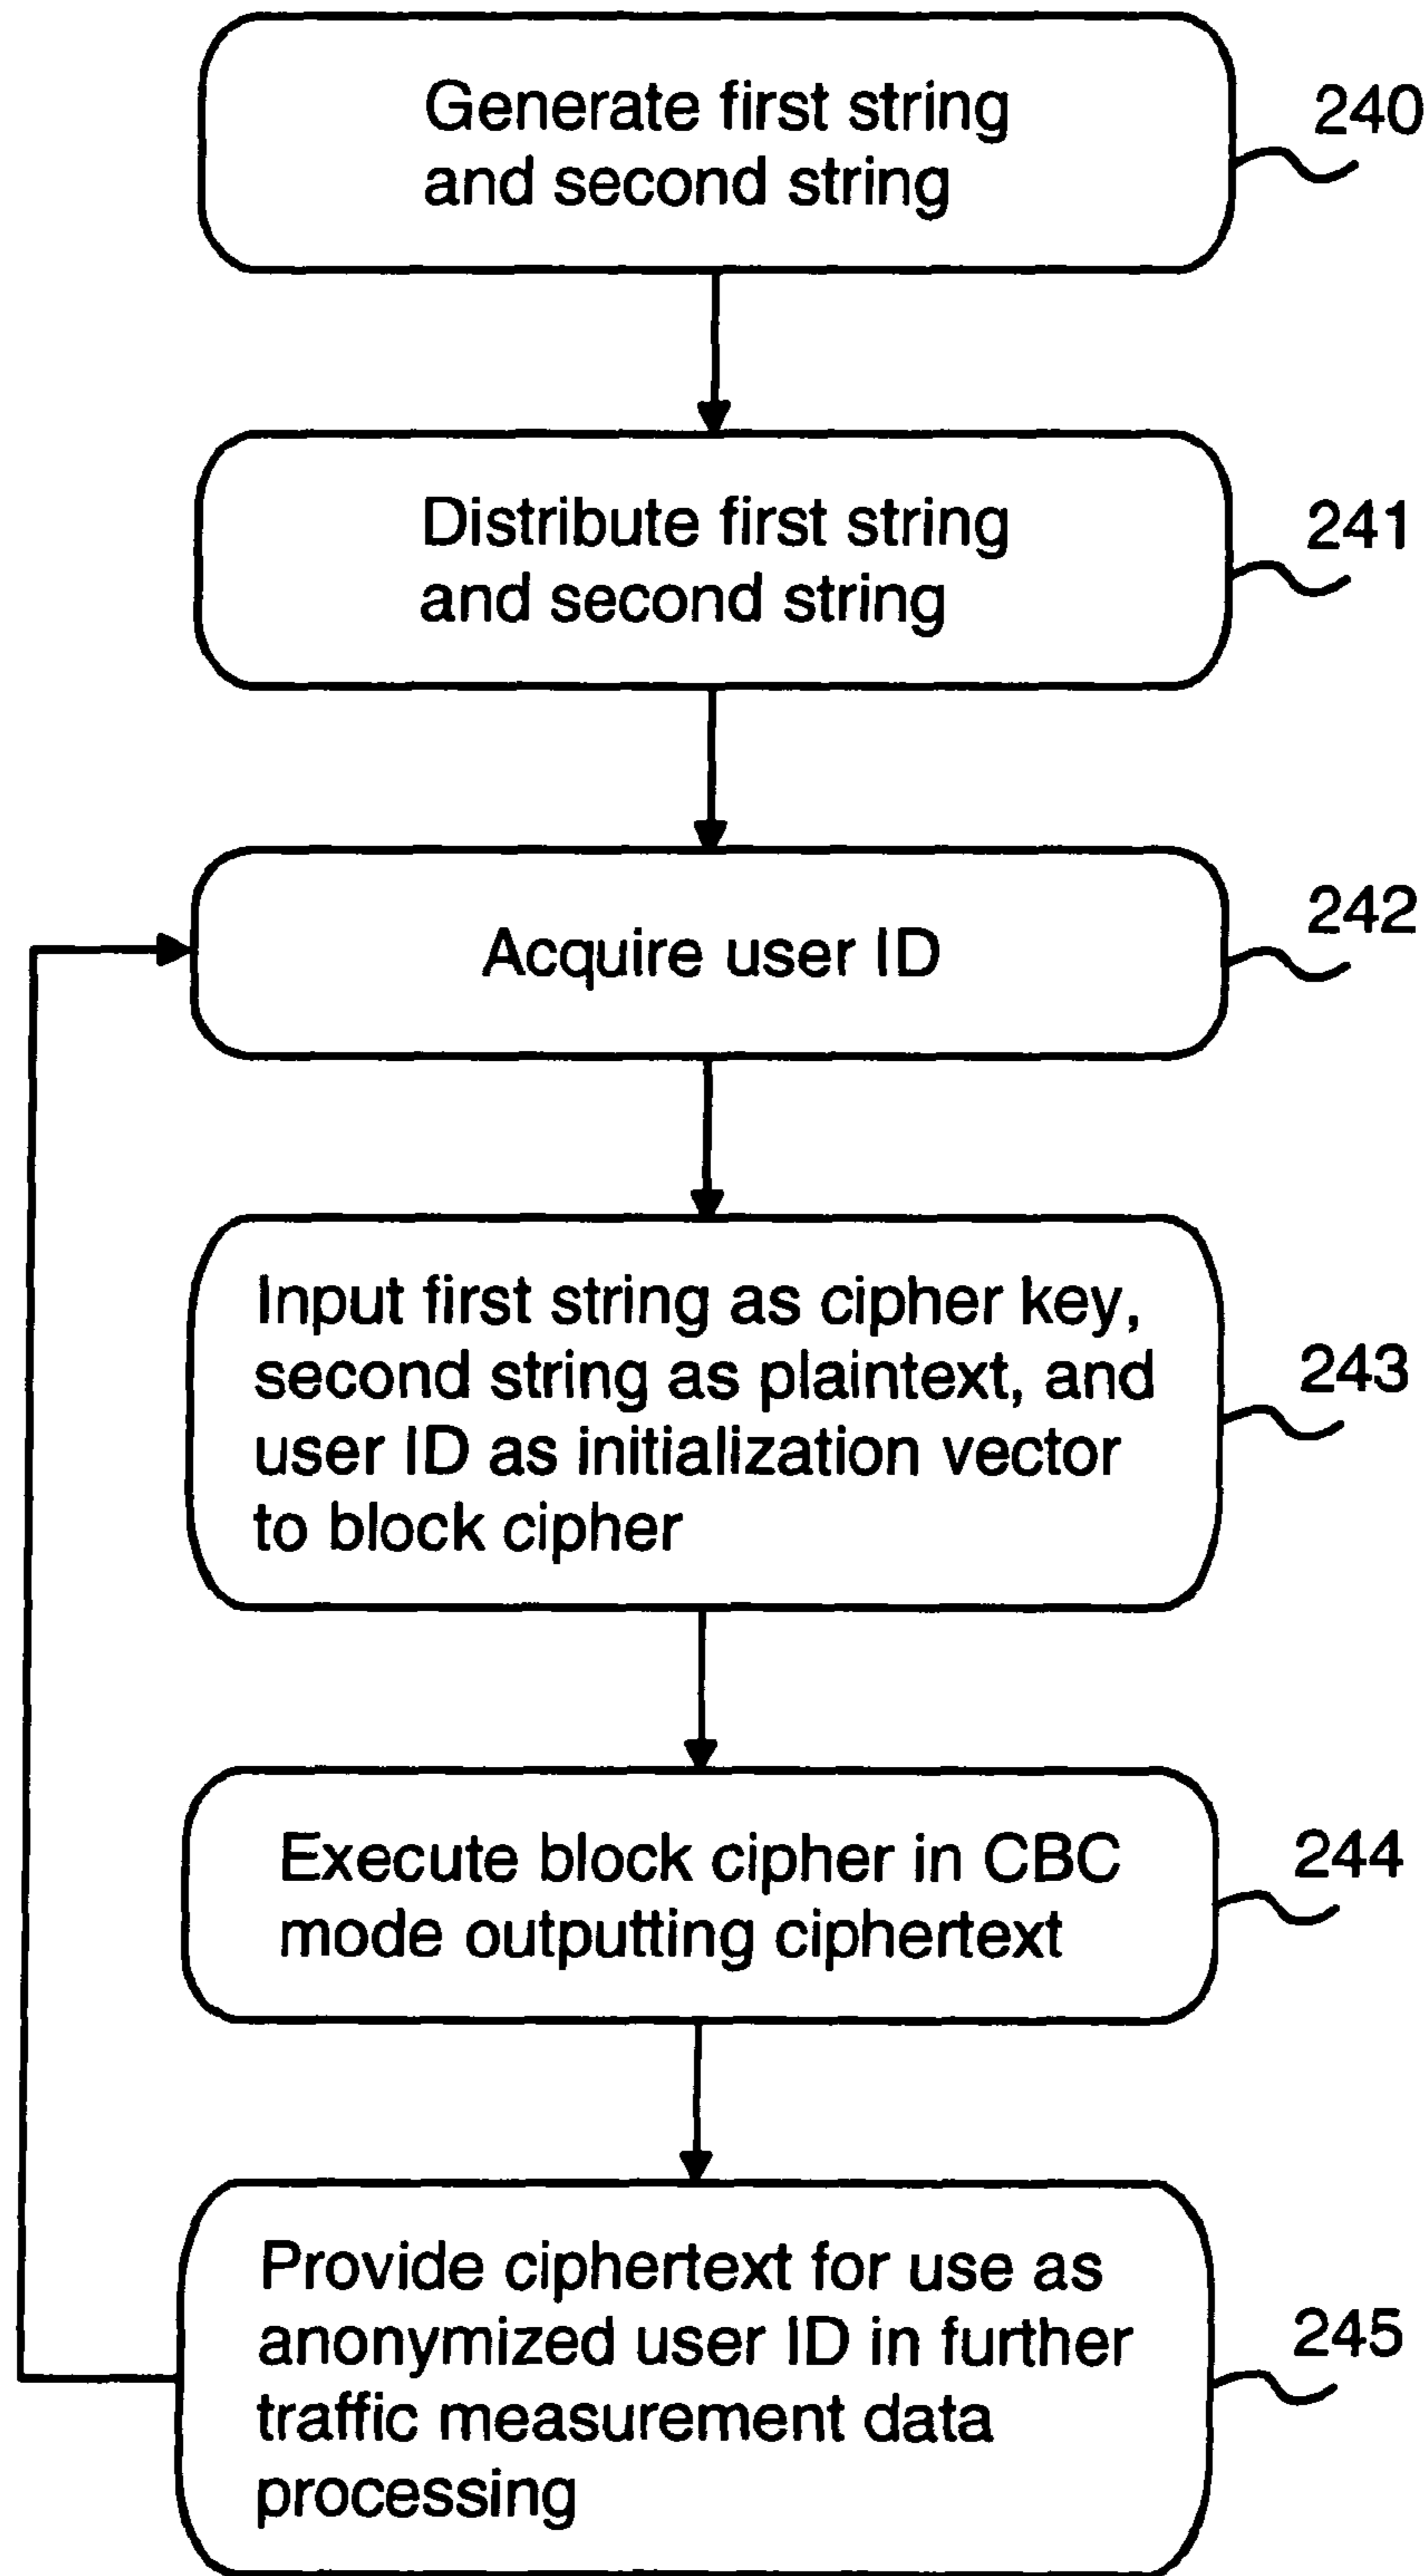 Generate first string
and second string
240
Distribute first string
and second string
241
Acquire user ID
242
Input first string as cipher key,
second string as plaintext, and
user ID as initialization vector
to block cipher
243
Execute block cipher in CBC
mode outputting ciphertext
244
Provide ciphertext for use as
anonymized user ID in further
traffic measurement data
processing
245